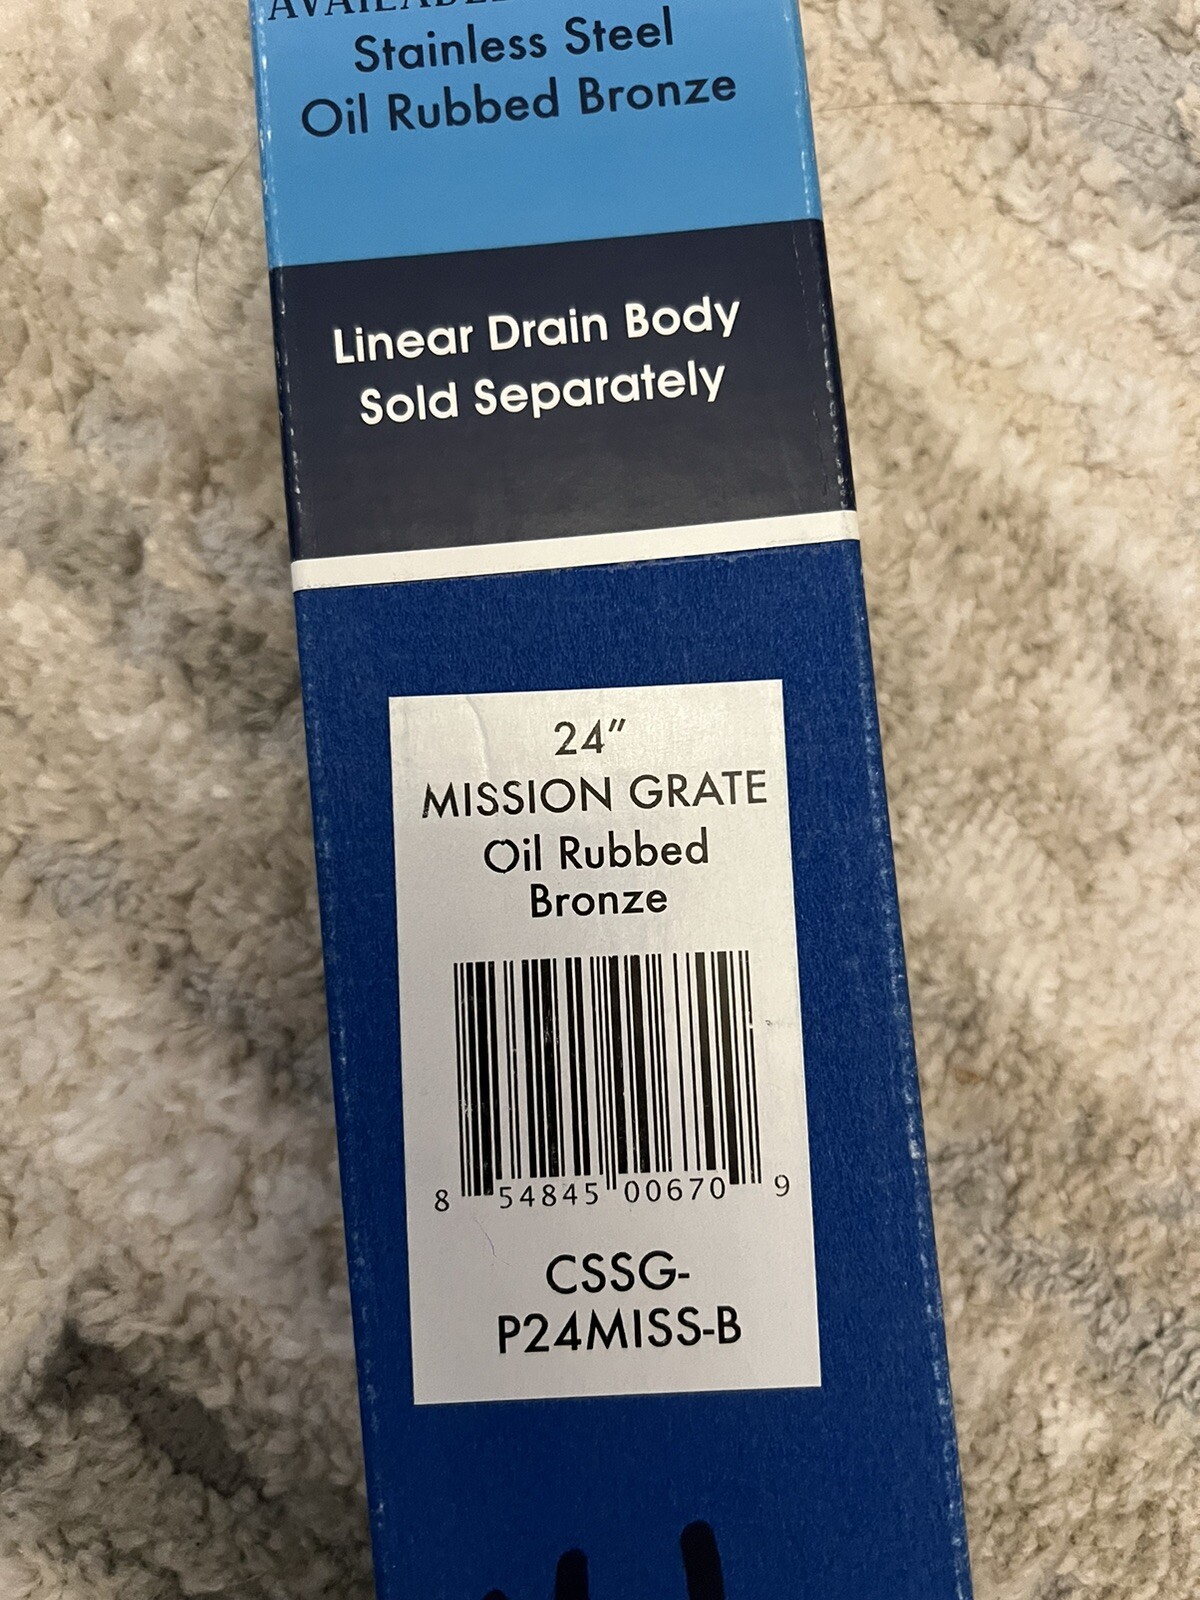 AVAILABLE
Stainless Steel
Oil Rubbed Bronze
Linear Drain Body
Sold Separately
24"
MISSION GRATE
Oil Rubbed
Bronze
8 54845 00670 9
CSSG-
P24MISS-B